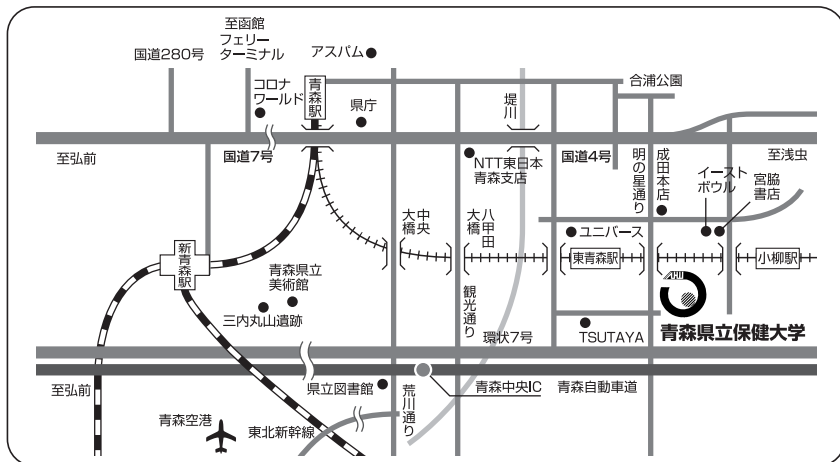 至函館
フェリー
ターミナル
国道280号
アスパム
コロナ
ワールド
青森駅
県庁
堤川
合浦公園
至弘前
国道7号
NTT東日本
青森支店
国道4号
明の星通り
成田本店
イースト
ボウル
宮脇
書店
至浅虫
新青森駅
中央
大橋
八甲田
大橋
ユニバース
東青森駅
小柳駅
青森県立
美術館
三内丸山遺跡
観光通り
環状7号
TSUTAYA
AUHW
青森県立保健大学
至弘前
県立図書館
荒川通り
青森中央IC
青森自動車道
青森空港
東北新幹線